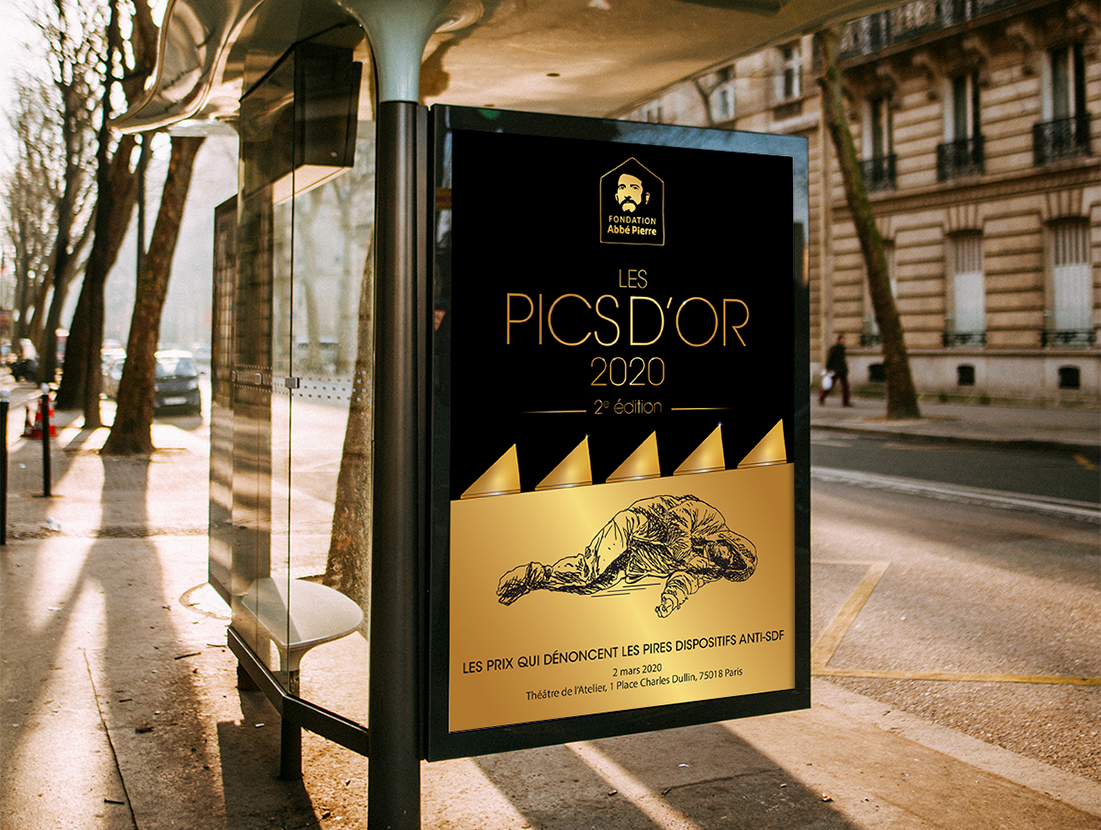 FONDATION
Abbé Pierre
LES
PICS D'OR
2020
2e édition
LES PRIX QUI DÉNONCENT LES PIRES DISPOSITIFS ANTI-SDF
2 mars 2020
Théâtre de l'Atelier, 1 Place Charles Dullin, 75018 Paris